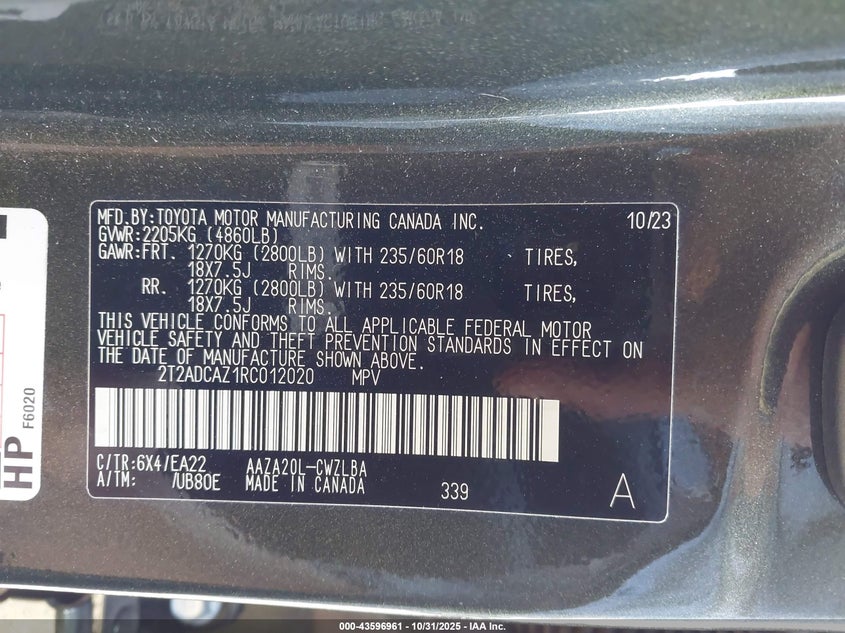 MFD.BY:TOYOTA MOTOR MANUFACTURING CANADA INC. 10/23
GVWR:2205KG (4860LB)
GAWR:FRT. 1270KG (2800LB) WITH 235/60R18 TIRES,
18X7.5J RIMS.
RR. 1270KG (2800LB) WITH 235/60R18 TIRES,
18X7.5J RIMS.
THIS VEHICLE CONFORMS TO ALL APPLICABLE FEDERAL MOTOR
VEHICLE SAFETY AND THEFT PREVENTION STANDARDS IN EFFECT ON
THE DATE OF MANUFACTURE SHOWN ABOVE.
2T2ADCAZ1RC012020 MPV
C/TR:6X4/EA22 AAZA20L-CWZLBA
A/TM: /UB80E MADE IN CANADA 339 A
HP F6020
000-43596961 - 10/31/2025 - IAA Inc.